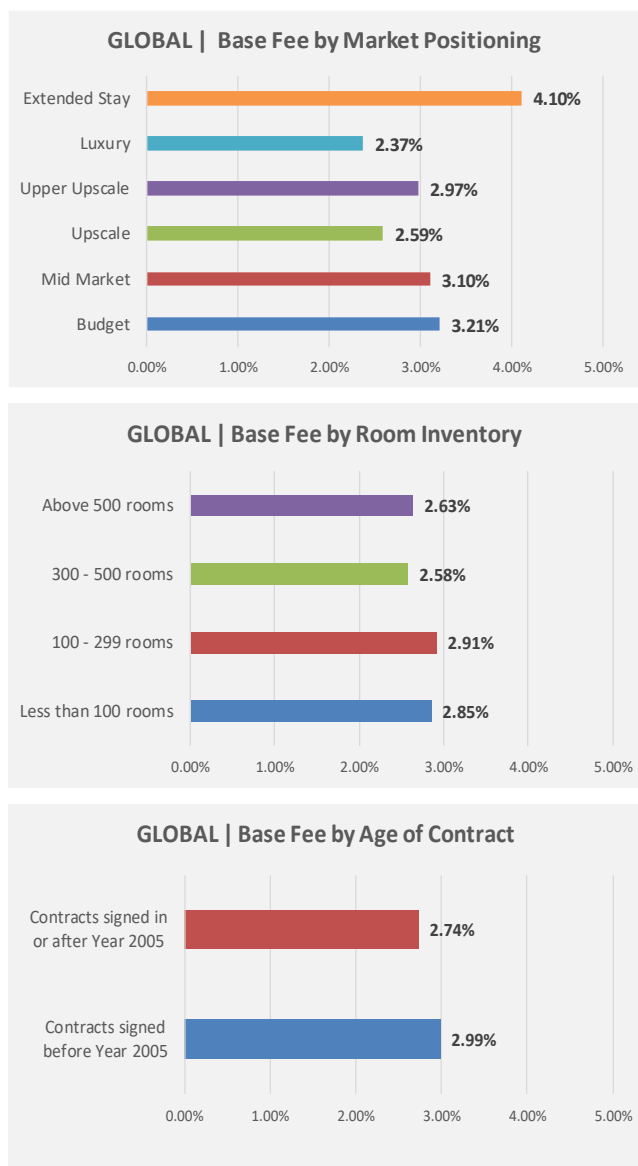 GLOBAL | Base Fee by Market Positioning
Extended Stay 4.10%
Luxury 2.37%
Upper Upscale 2.97%
Upscale 2.59%
Mid Market 3.10%
Budget 3.21%
0.00% 1.00% 2.00% 3.00% 4.00% 5.00%
GLOBAL | Base Fee by Room Inventory
Above 500 rooms 2.63%
300 - 500 rooms 2.58%
100 - 299 rooms 2.91%
Less than 100 rooms 2.85%
0.00% 1.00% 2.00% 3.00% 4.00% 5.00%
GLOBAL | Base Fee by Age of Contract
Contracts signed in
or after Year 2005
2.74%
Contracts signed
before Year 2005
2.99%
0.00% 1.00% 2.00% 3.00% 4.00% 5.00%